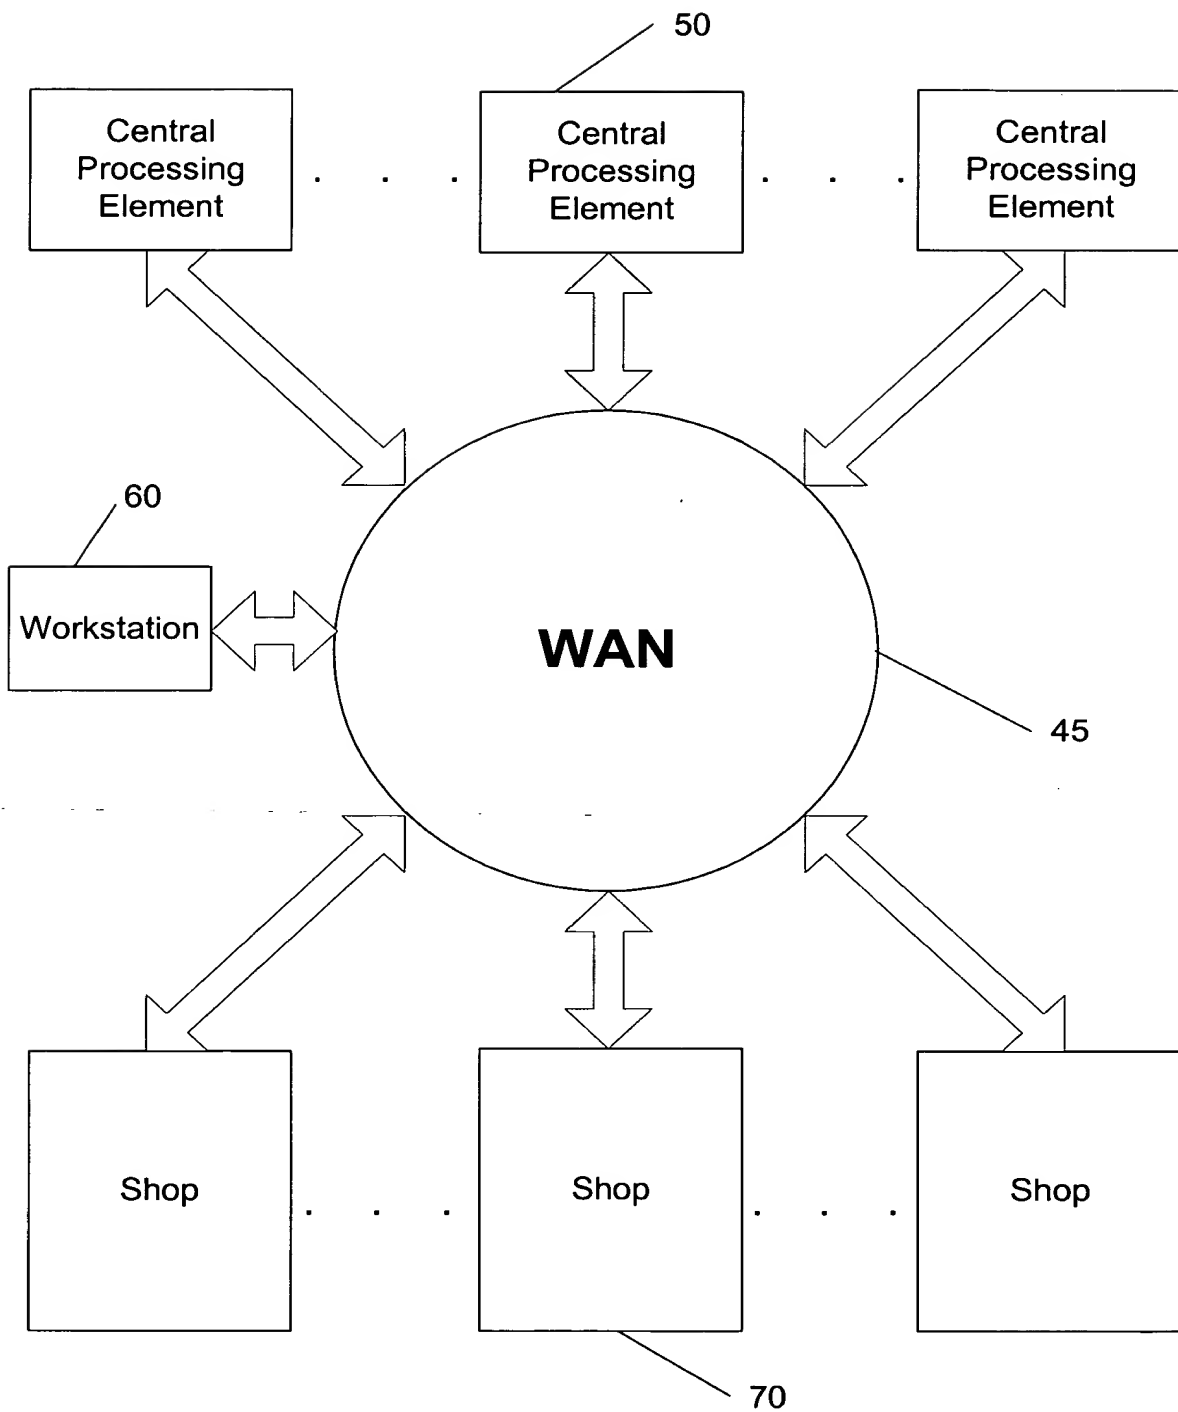 50
Central
Processing
Element
Central
Processing
Element
Central
Processing
Element
60
Workstation
WAN
45
Shop
Shop
Shop
70